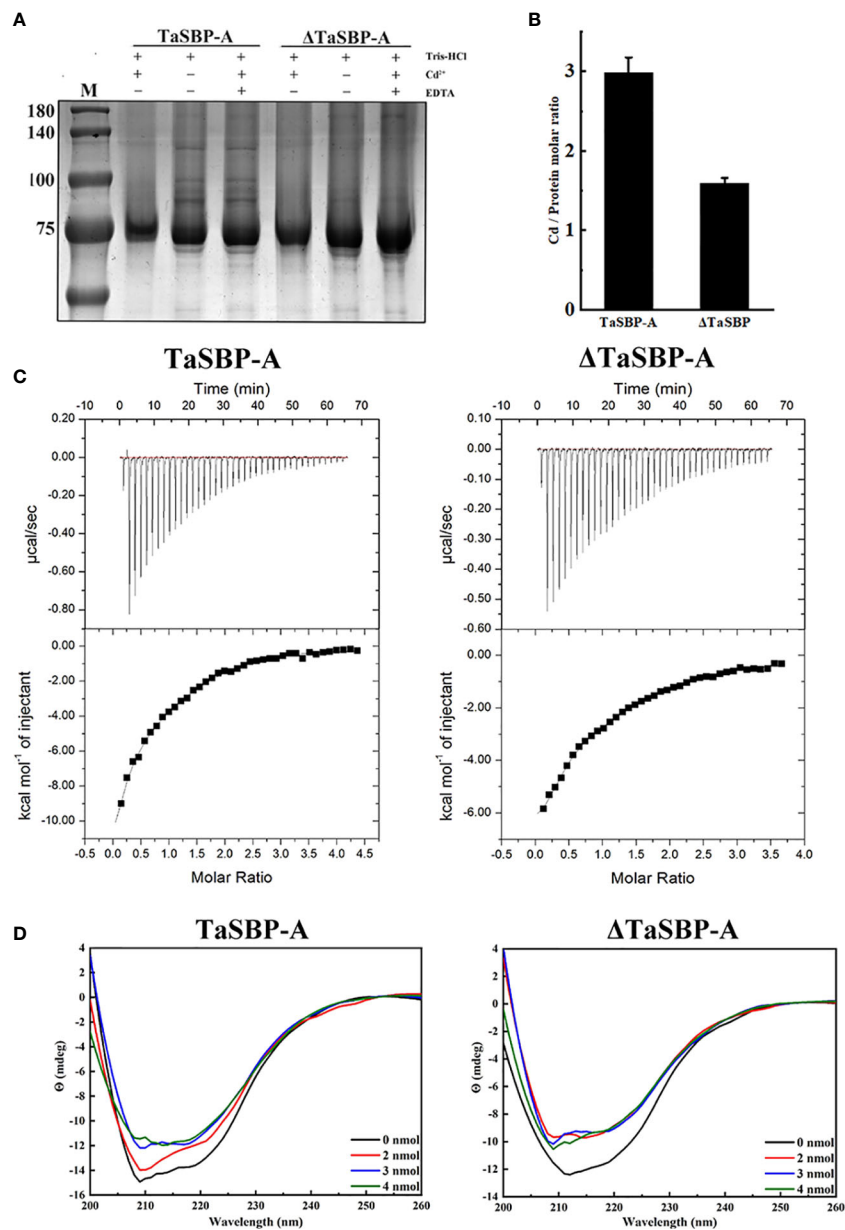 A
TaSBP-A ΔTaSBP-A
+ + + + + + Tris-HCl
+ − + + − + Cd²⁺
M − − + − − + EDTA
180
140
100
75
B
Cd / Protein molar ratio
3
2
1
0
TaSBP-A ΔTaSBP
C
TaSBP-A
Time (min)
-10 0 10 20 30 40 50 60 70
0.20
0.00
-0.20
-0.40
-0.60
-0.80
µcal/sec
0.00
-2.00
-4.00
-6.00
-8.00
-10.00
kcal mol⁻¹ of injectant
-0.5 0.0 0.5 1.0 1.5 2.0 2.5 3.0 3.5 4.0 4.5
Molar Ratio
ΔTaSBP-A
Time (min)
-10 0 10 20 30 40 50 60 70
0.10
0.00
-0.10
-0.20
-0.30
-0.40
-0.50
-0.60
µcal/sec
0.00
-2.00
-4.00
-6.00
kcal mol⁻¹ of injectant
-0.5 0.0 0.5 1.0 1.5 2.0 2.5 3.0 3.5 4.0
Molar Ratio
D
TaSBP-A
4
2
0
-2
-4
-6
-8
-10
-12
-14
-16
Θ (mdeg)
0 nmol
2 nmol
3 nmol
4 nmol
200 210 220 230 240 250 260
Wavelength (nm)
ΔTaSBP-A
4
2
0
-2
-4
-6
-8
-10
-12
-14
Θ (mdeg)
0 nmol
2 nmol
3 nmol
4 nmol
200 210 220 230 240 250 260
Wavelength (nm)